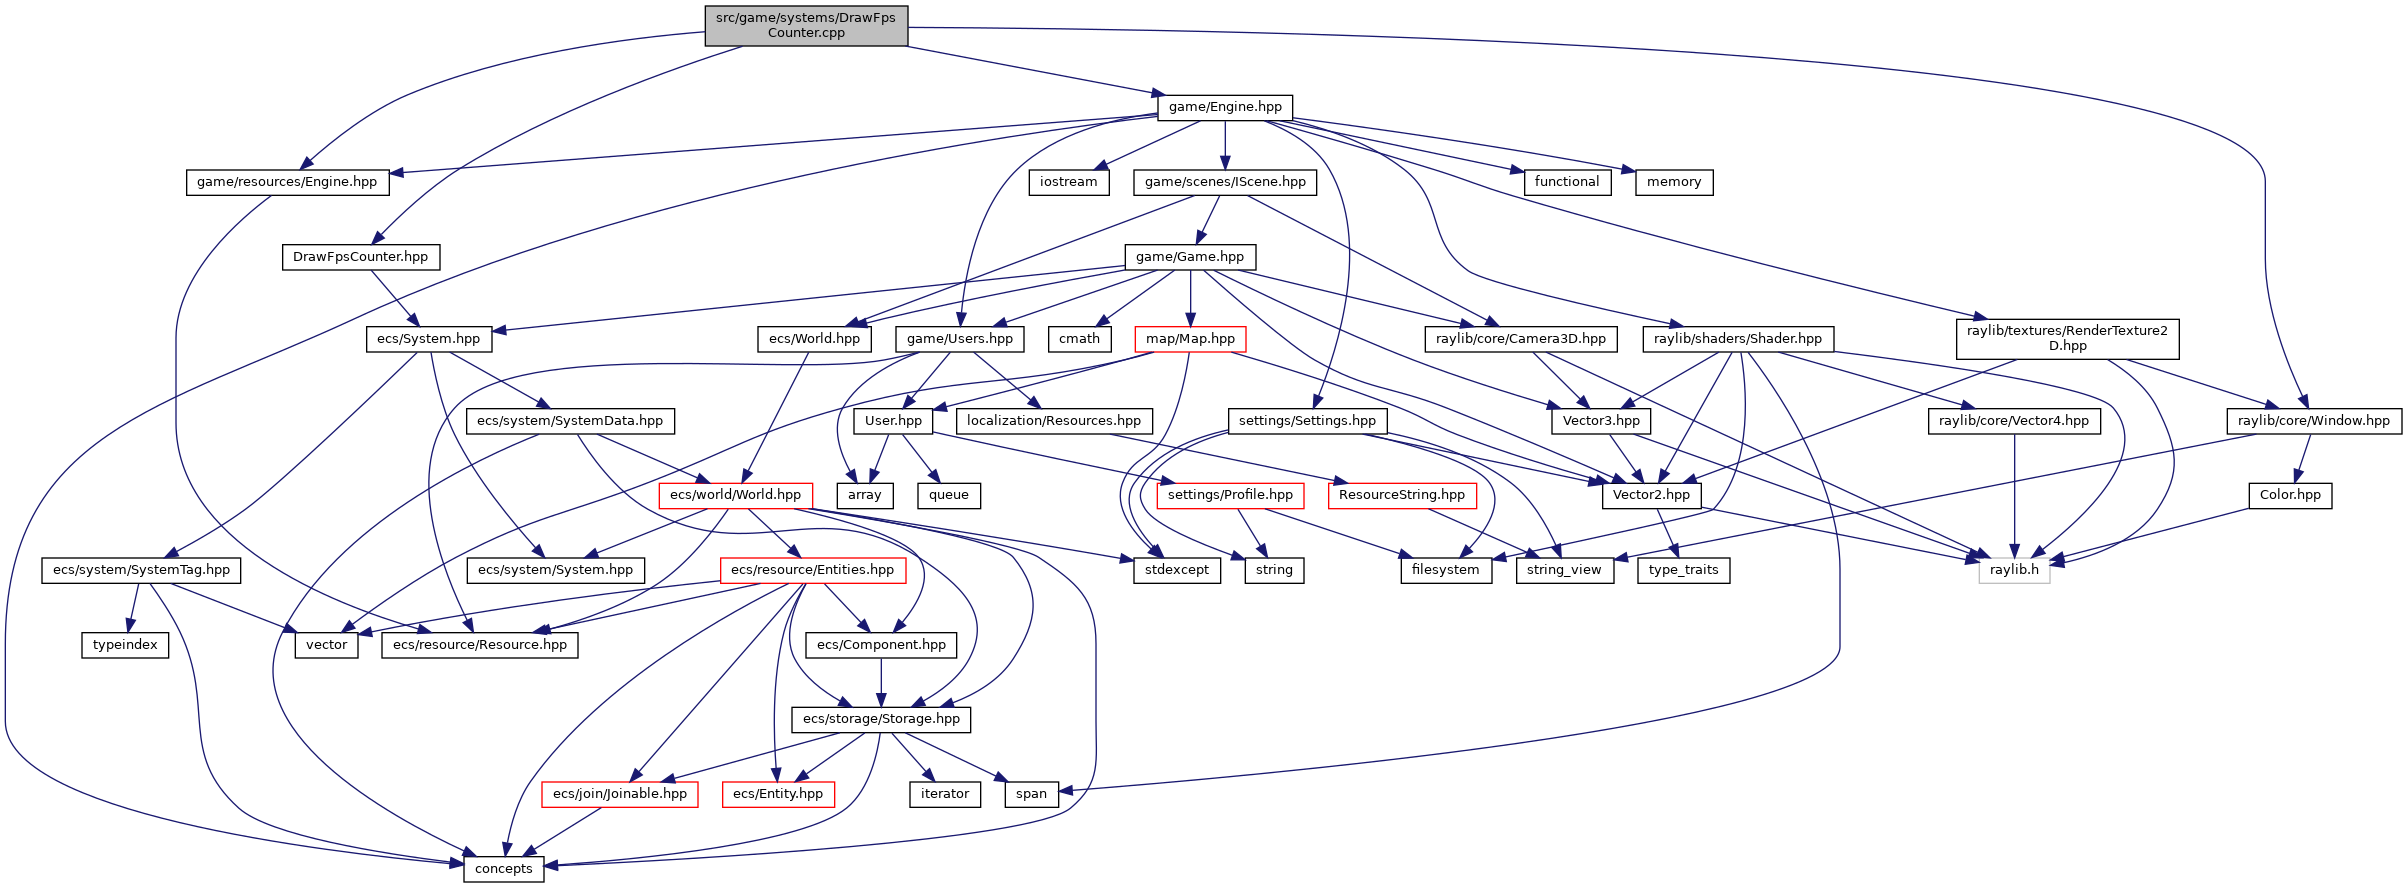 src/game/systems/DrawFps
Counter.cpp
game/Engine.hpp
game/resources/Engine.hpp
iostream
game/scenes/IScene.hpp
functional
memory
DrawFpsCounter.hpp
game/Game.hpp
ecs/System.hpp
ecs/World.hpp
game/Users.hpp
cmath
map/Map.hpp
raylib/core/Camera3D.hpp
raylib/shaders/Shader.hpp
raylib/textures/RenderTexture2
D.hpp
ecs/system/SystemData.hpp
User.hpp
localization/Resources.hpp
settings/Settings.hpp
Vector3.hpp
raylib/core/Vector4.hpp
raylib/core/Window.hpp
ecs/world/World.hpp
array
queue
settings/Profile.hpp
ResourceString.hpp
Vector2.hpp
Color.hpp
ecs/system/SystemTag.hpp
ecs/system/System.hpp
ecs/resource/Entities.hpp
stdexcept
string
filesystem
string_view
type_traits
raylib.h
typeindex
vector
ecs/resource/Resource.hpp
ecs/Component.hpp
ecs/storage/Storage.hpp
ecs/join/Joinable.hpp
ecs/Entity.hpp
iterator
span
concepts